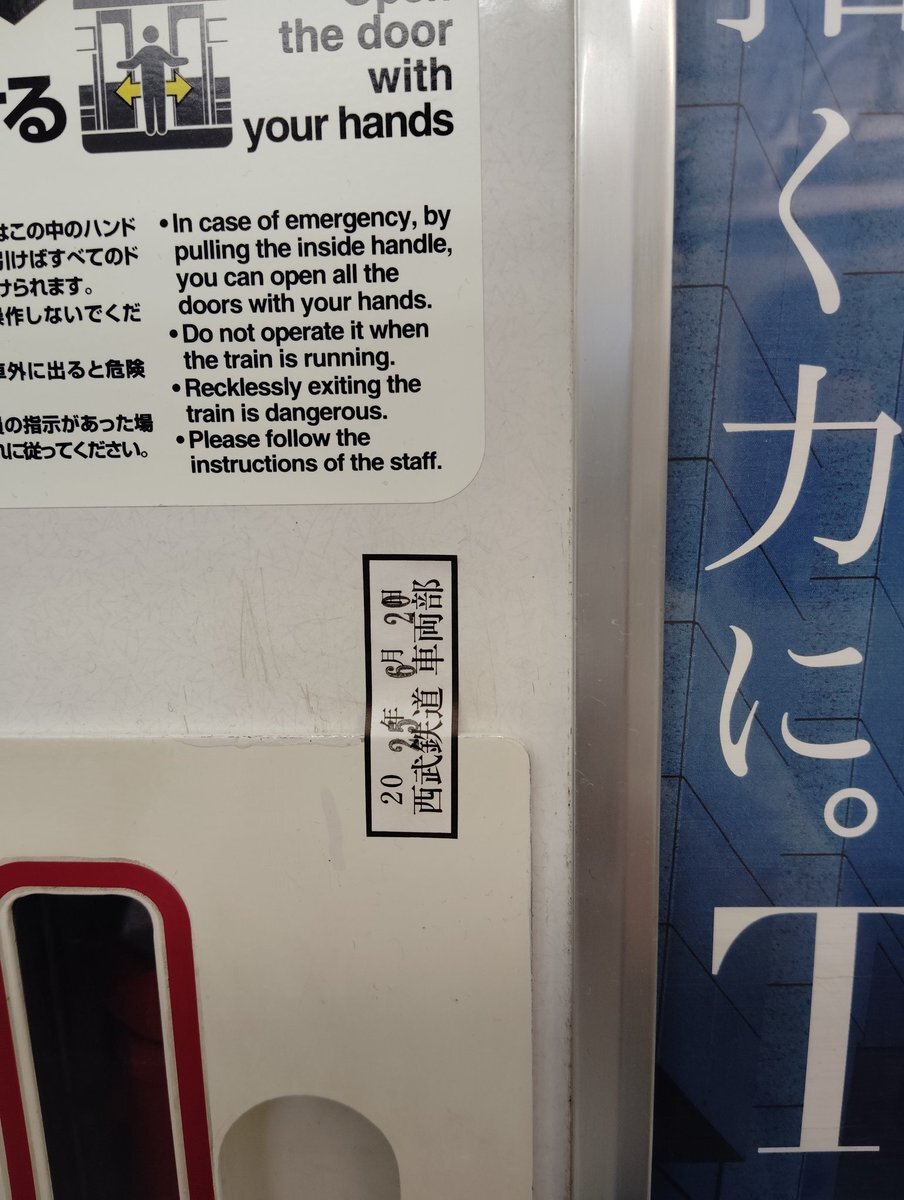 する
Open
the door
with
your hands
はこの中のハンド
引けばすべてのド
けられます。
操作しないでくだ
車外に出ると危険
員の指示があった場
れに従ってください。
•In case of emergency, by
pulling the inside handle,
you can open all the
doors with your hands.
•Do not operate it when
the train is running.
•Recklessly exiting the
train is dangerous.
•Please follow the
instructions of the staff.
2025年 6月 20日
西武鉄道 車両部
く力に。
T